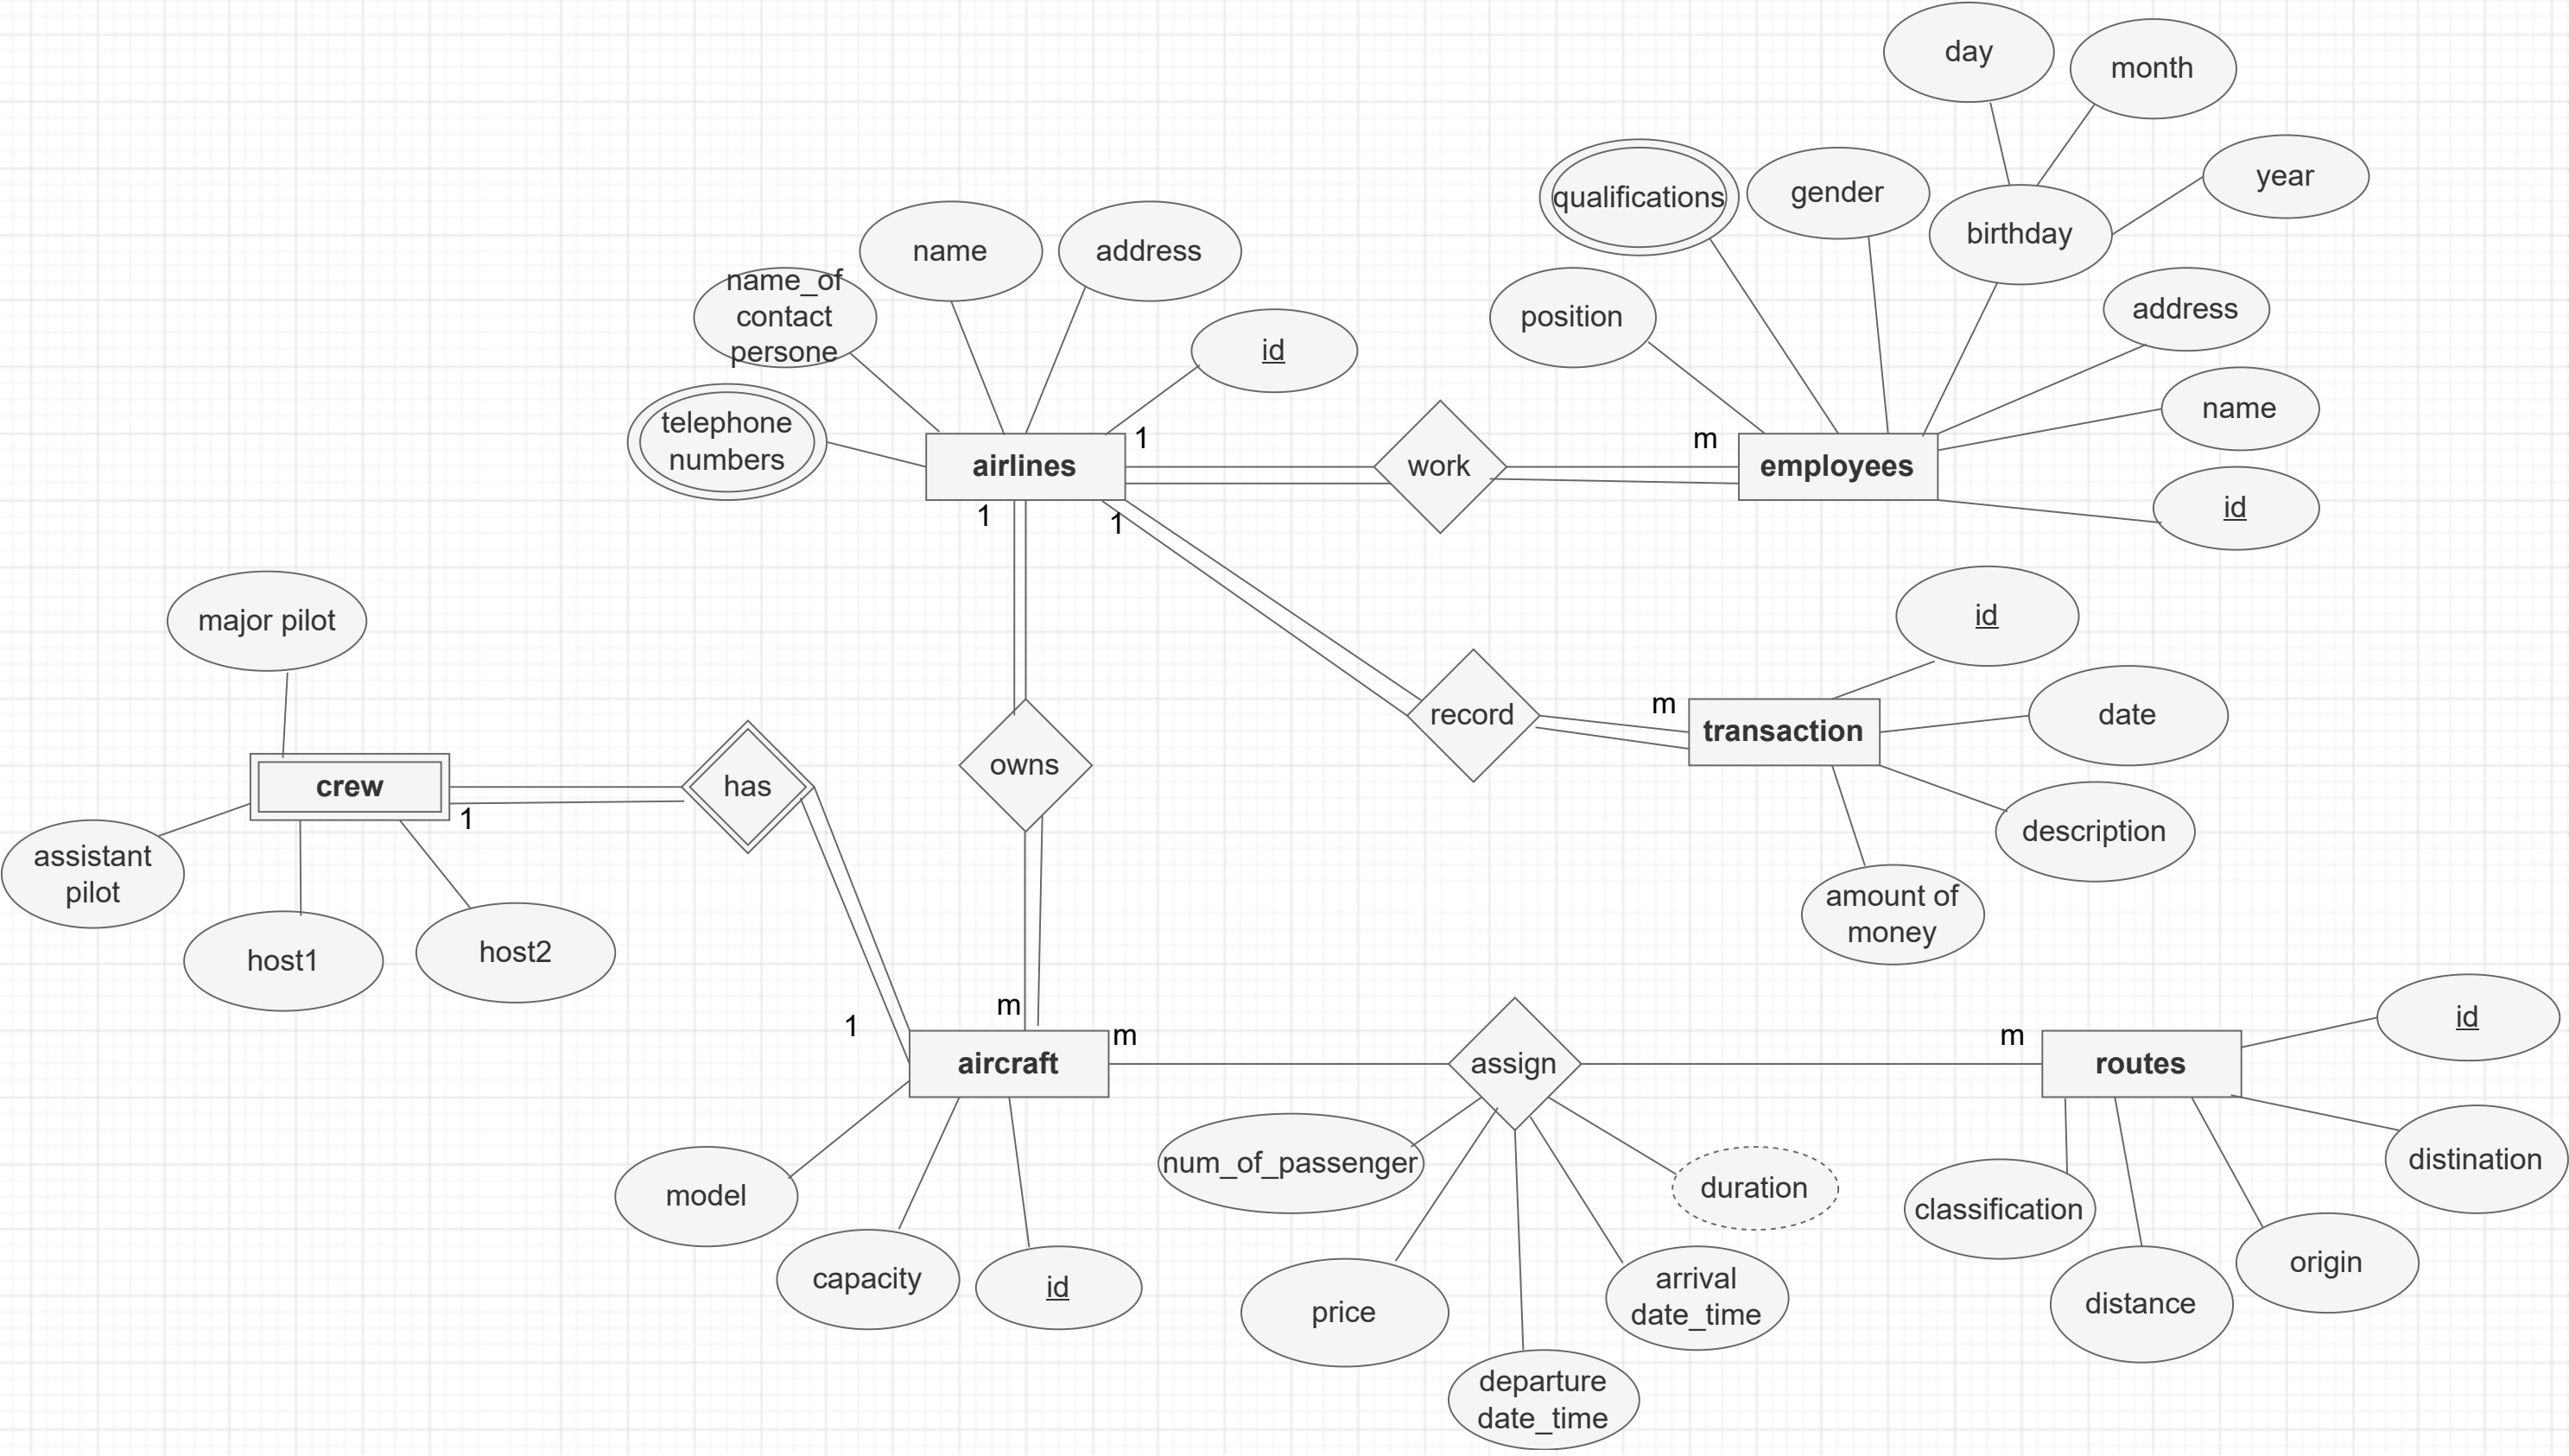 day
month
year
qualifications
gender
birthday
position
address
name
id
name
address
name_of
contact
persone
id
telephone
numbers
airlines
1
work
m
employees
1
1
major pilot
crew
1
has
assistant
pilot
host1
host2
owns
record
m
transaction
id
date
description
amount of
money
1
m
aircraft
m
assign
m
routes
id
model
capacity
id
num_of_passenger
price
departure
date_time
arrival
date_time
duration
classification
distance
origin
distination